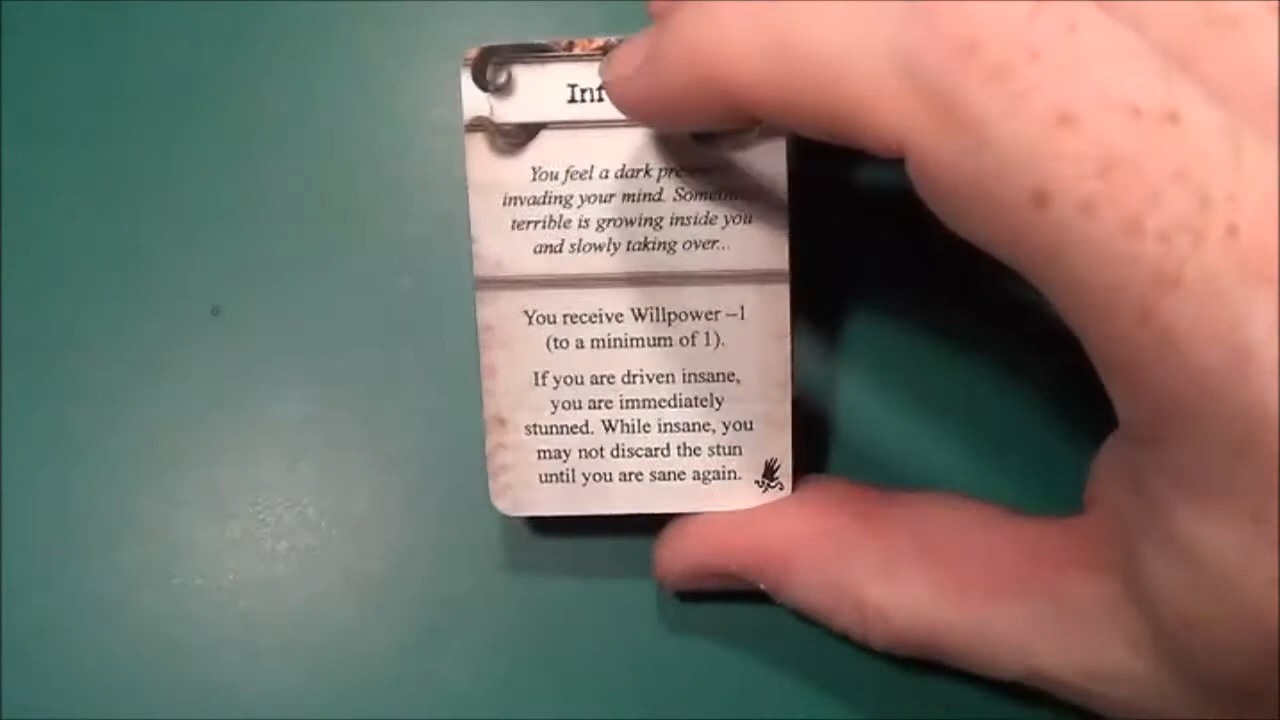 Inf
You feel a dark
invading your mind.
terrible is growing inside you
and slowly taking over...
You receive Willpower –1
(to a minimum of 1).
If you are driven insane,
you are immediately
stunned. While insane, you
may not discard the stun
until you are sane again.